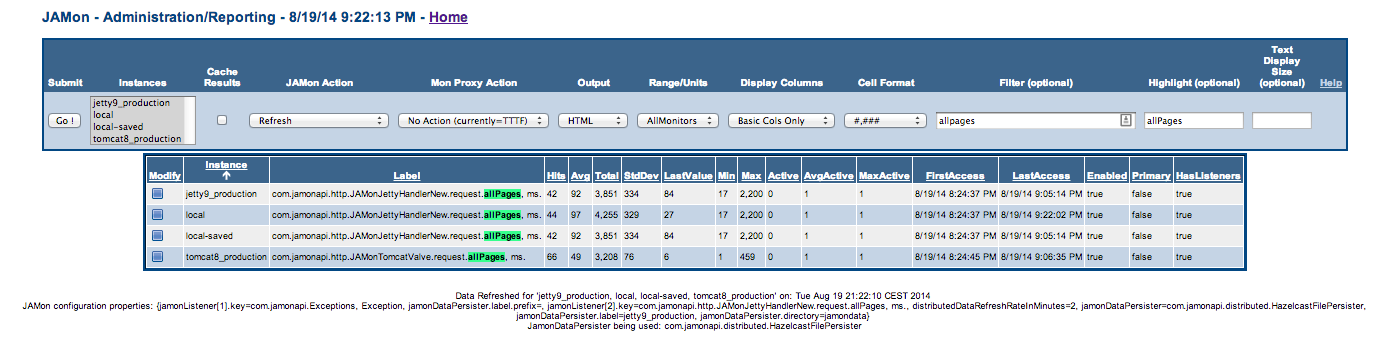 JAMon - Administration/Reporting - 8/19/14 9:22:13 PM - Home
Submit Instances Cache Results JAMon Action Mon Proxy Action Output Range/Units Display Columns Cell Format Filter (optional) Highlight (optional) Text Display Size (optional) Help
Go ! jetty9_production local local-saved tomcat8_production Refresh No Action (currently=TTTF) HTML AllMonitors Basic Cols Only #,### allpages allPages
Modify Instance Label Hits Avg Total StdDev LastValue Min Max Active AvgActive MaxActive FirstAccess LastAccess Enabled Primary HasListeners
jetty9_production com.jamonapi.http.JAMonJettyHandlerNew.request.allPages, ms. 42 92 3,851 334 84 17 2,200 0 1 1 8/19/14 8:24:37 PM 8/19/14 9:05:14 PM true false true
local com.jamonapi.http.JAMonJettyHandlerNew.request.allPages, ms. 44 97 4,255 329 27 17 2,200 0 1 1 8/19/14 8:24:37 PM 8/19/14 9:22:02 PM true false true
local-saved com.jamonapi.http.JAMonJettyHandlerNew.request.allPages, ms. 42 92 3,851 334 84 17 2,200 0 1 1 8/19/14 8:24:37 PM 8/19/14 9:05:14 PM true false true
tomcat8_production com.jamonapi.http.JAMonTomcatValve.request.allPages, ms. 66 49 3,208 76 6 1 459 0 1 1 8/19/14 8:24:45 PM 8/19/14 9:06:35 PM true false true
Data Refreshed for 'jetty9_production, local, local-saved, tomcat8_production' on: Tue Aug 19 21:22:10 CEST 2014
JAMon configuration properties: {jamonListener[1].key=com.jamonapi.Exceptions, Exception, jamonDataPersister.label.prefix=, jamonListener[2].key=com.jamonapi.http.JAMonJettyHandlerNew.request.allPages, ms., distributedDataRefreshRateInMinutes=2, jamonDataPersister=com.jamonapi.distributed.HazelcastFilePersister,
jamonDataPersister.label=jetty9_production, jamonDataPersister.directory=jamondata}
JamonDataPersister being used: com.jamonapi.distributed.HazelcastFilePersister